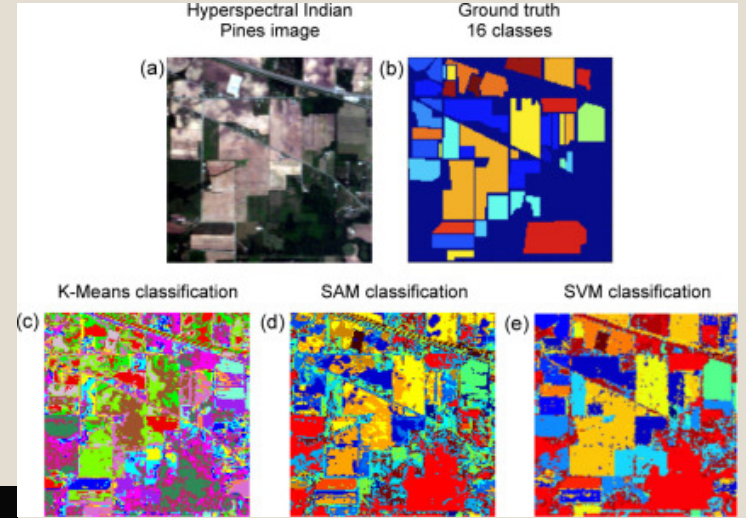 Hyperspectral Indian
Pines image
Ground truth
16 classes
(a)
(b)
K-Means classification
SAM classification
SVM classification
(c)
(d)
(e)